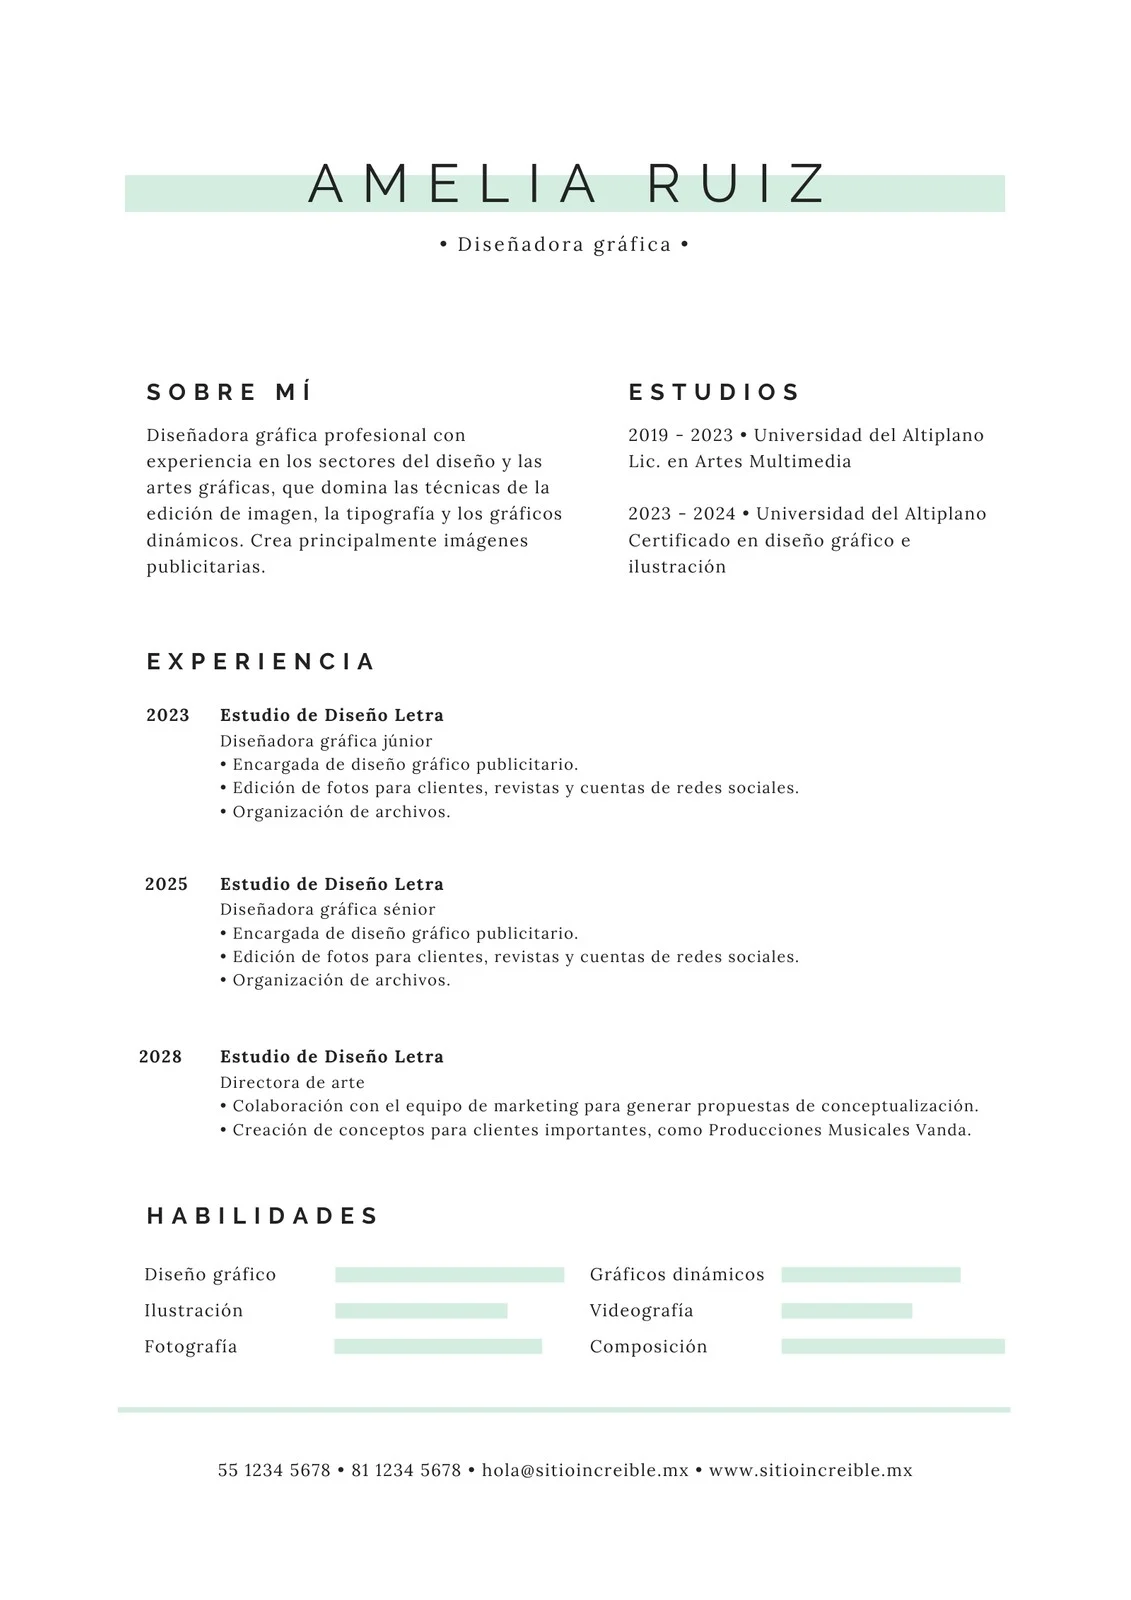 AMELIA RUIZ
• Diseñadora gráfica •
SOBRE MÍ
Diseñadora gráfica profesional con
experiencia en los sectores del diseño y las
artes gráficas, que domina las técnicas de la
edición de imagen, la tipografía y los gráficos
dinámicos. Crea principalmente imágenes
publicitarias.
ESTUDIOS
2019 - 2023 • Universidad del Altiplano
Lic. en Artes Multimedia
2023 - 2024 • Universidad del Altiplano
Certificado en diseño gráfico e
ilustración
EXPERIENCIA
2023 Estudio de Diseño Letra
Diseñadora gráfica júnior
• Encargada de diseño gráfico publicitario.
• Edición de fotos para clientes, revistas y cuentas de redes sociales.
• Organización de archivos.
2025 Estudio de Diseño Letra
Diseñadora gráfica sénior
• Encargada de diseño gráfico publicitario.
• Edición de fotos para clientes, revistas y cuentas de redes sociales.
• Organización de archivos.
2028 Estudio de Diseño Letra
Directora de arte
• Colaboración con el equipo de marketing para generar propuestas de conceptualización.
• Creación de conceptos para clientes importantes, como Producciones Musicales Vanda.
HABILIDADES
Diseño gráfico
Ilustración
Fotografía
Gráficos dinámicos
Videografía
Composición
55 1234 5678 • 81 1234 5678 • hola@sitioincreible.mx • www.sitioincreible.mx